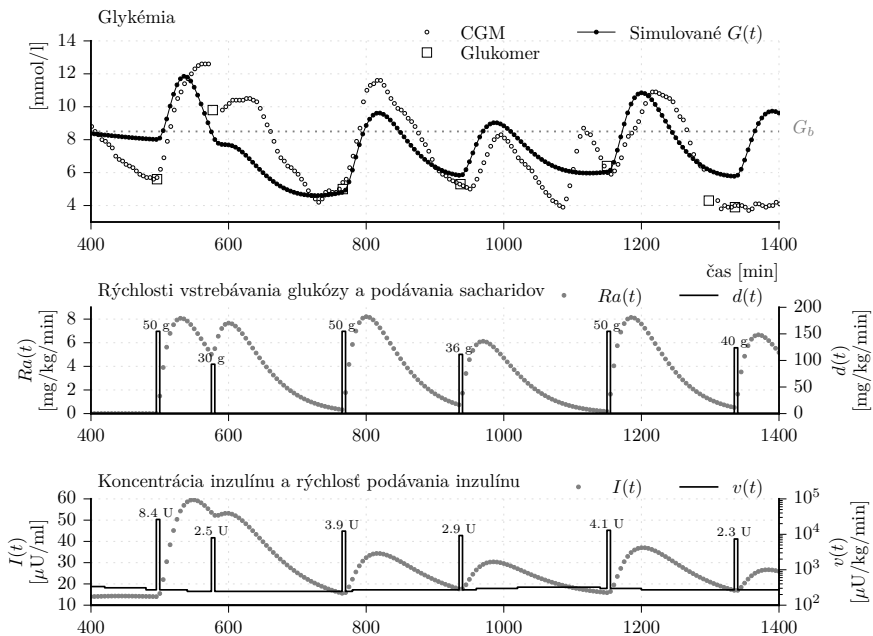 Glykémia
CGM
Simulované G(t)
Glukomer
[mmol/l]
14
12
10
8
6
4
G_b
400 600 800 1000 1200 1400
čas [min]
Rýchlosti vstrebávania glukózy a podávania sacharidov
Ra(t)
d(t)
Ra(t)
[mg/kg/min]
8
6
4
2
0
50 g
30 g
50 g
36 g
50 g
40 g
200
150
100
50
0
d(t)
[mg/kg/min]
400 600 800 1000 1200 1400
Koncentrácia inzulínu a rýchlosť podávania inzulínu
I(t)
v(t)
I(t)
[μU/ml]
60
50
40
30
20
10
8.4 U
2.5 U
3.9 U
2.9 U
4.1 U
2.3 U
10^5
10^4
10^3
10^2
v(t)
[μU/kg/min]
400 600 800 1000 1200 1400